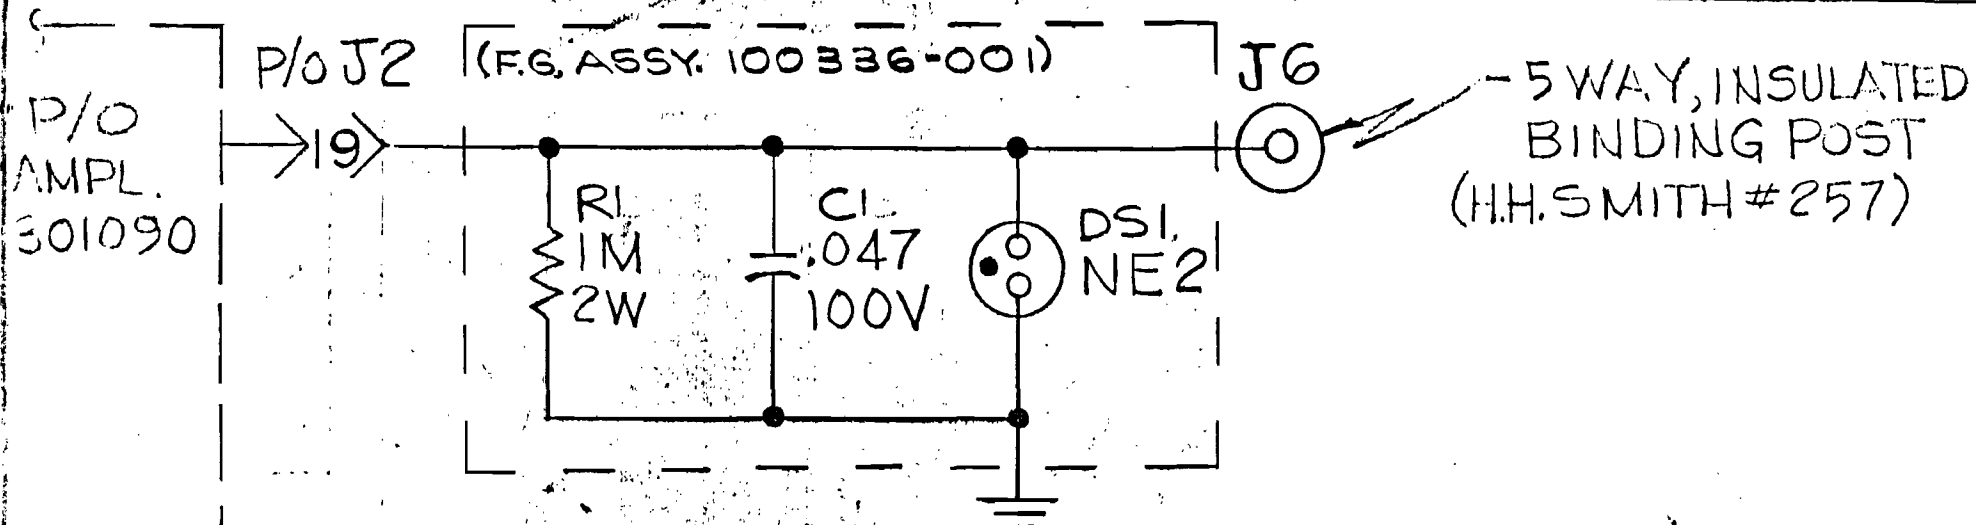 P/O
AMPL.
301090
P/O J2
19
(F.G. ASSY. 100336-001)
R1
1M
2W
C1
.047
100V
DS1
NE2
J6
5 WAY, INSULATED
BINDING POST
(H.H. SMITH #257)